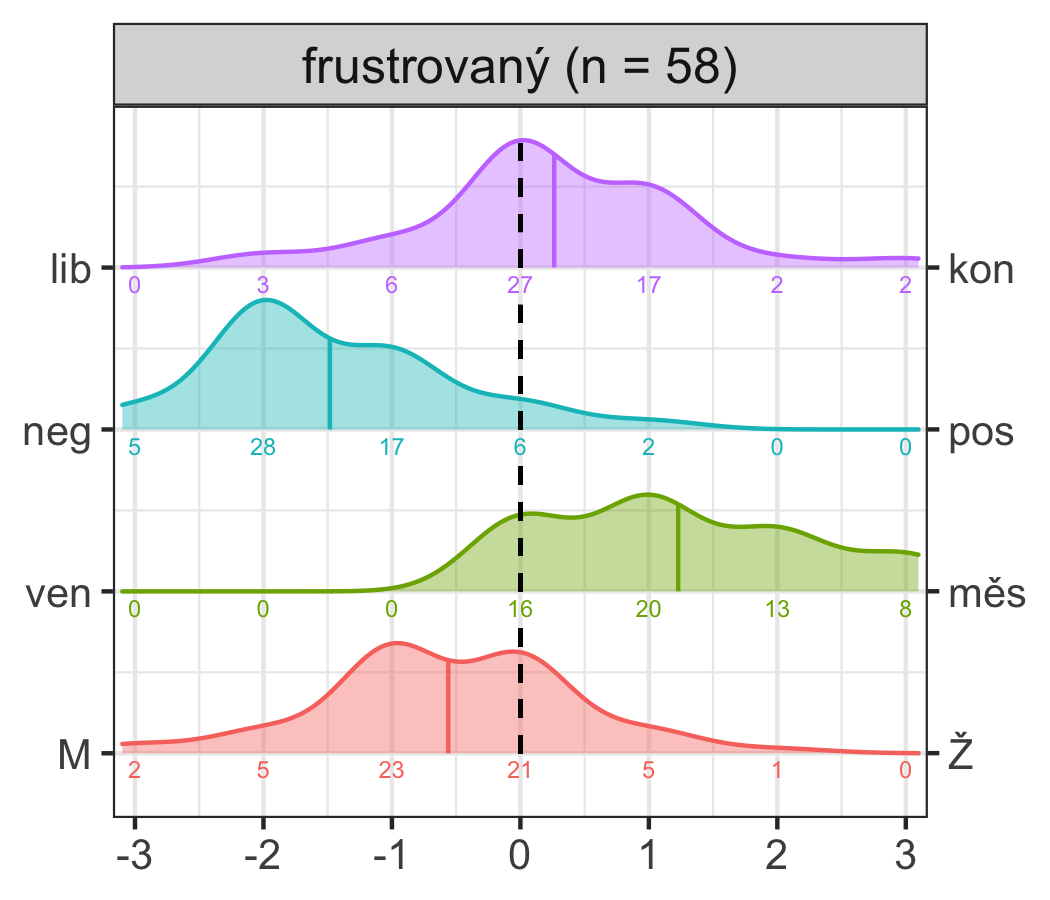 frustrovaný (n = 58)
lib kon
0 3 6 27 17 2 2
neg pos
5 28 17 6 2 0 0
ven měs
0 0 0 16 20 13 8
M Ž
2 5 23 21 5 1 0
-3 -2 -1 0 1 2 3